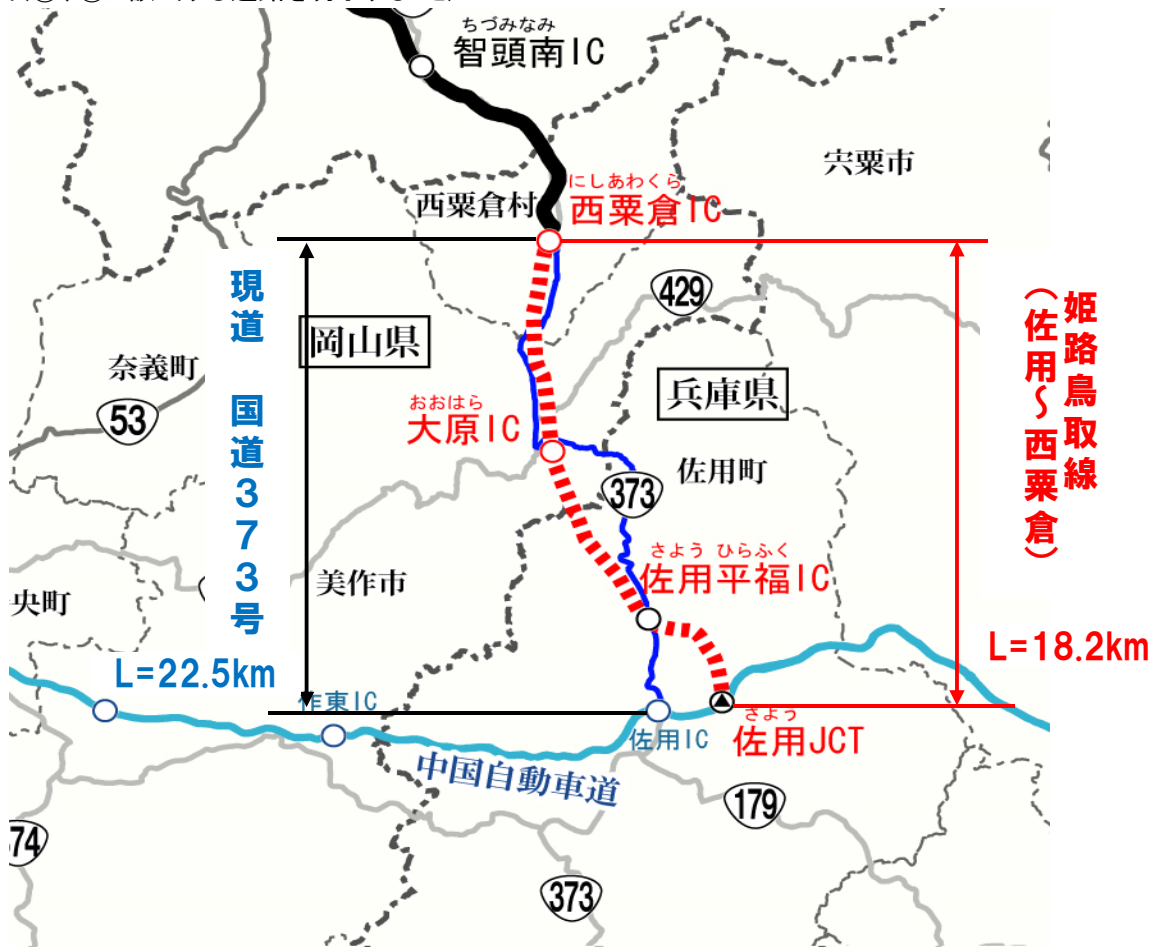 ちづみなみ
智頭南IC
宍粟市
にしあわくら
西粟倉IC
西粟倉村
現道 国道373号
429
姫路鳥取線
(佐用～西粟倉)
岡山県
奈義町
兵庫県
53
おおはら
大原IC
佐用町
373
さよう ひらふく
佐用平福IC
美作市
央町
L=22.5km
L=18.2km
作東IC
佐用IC
さよう
佐用JCT
中国自動車道
179
74
373